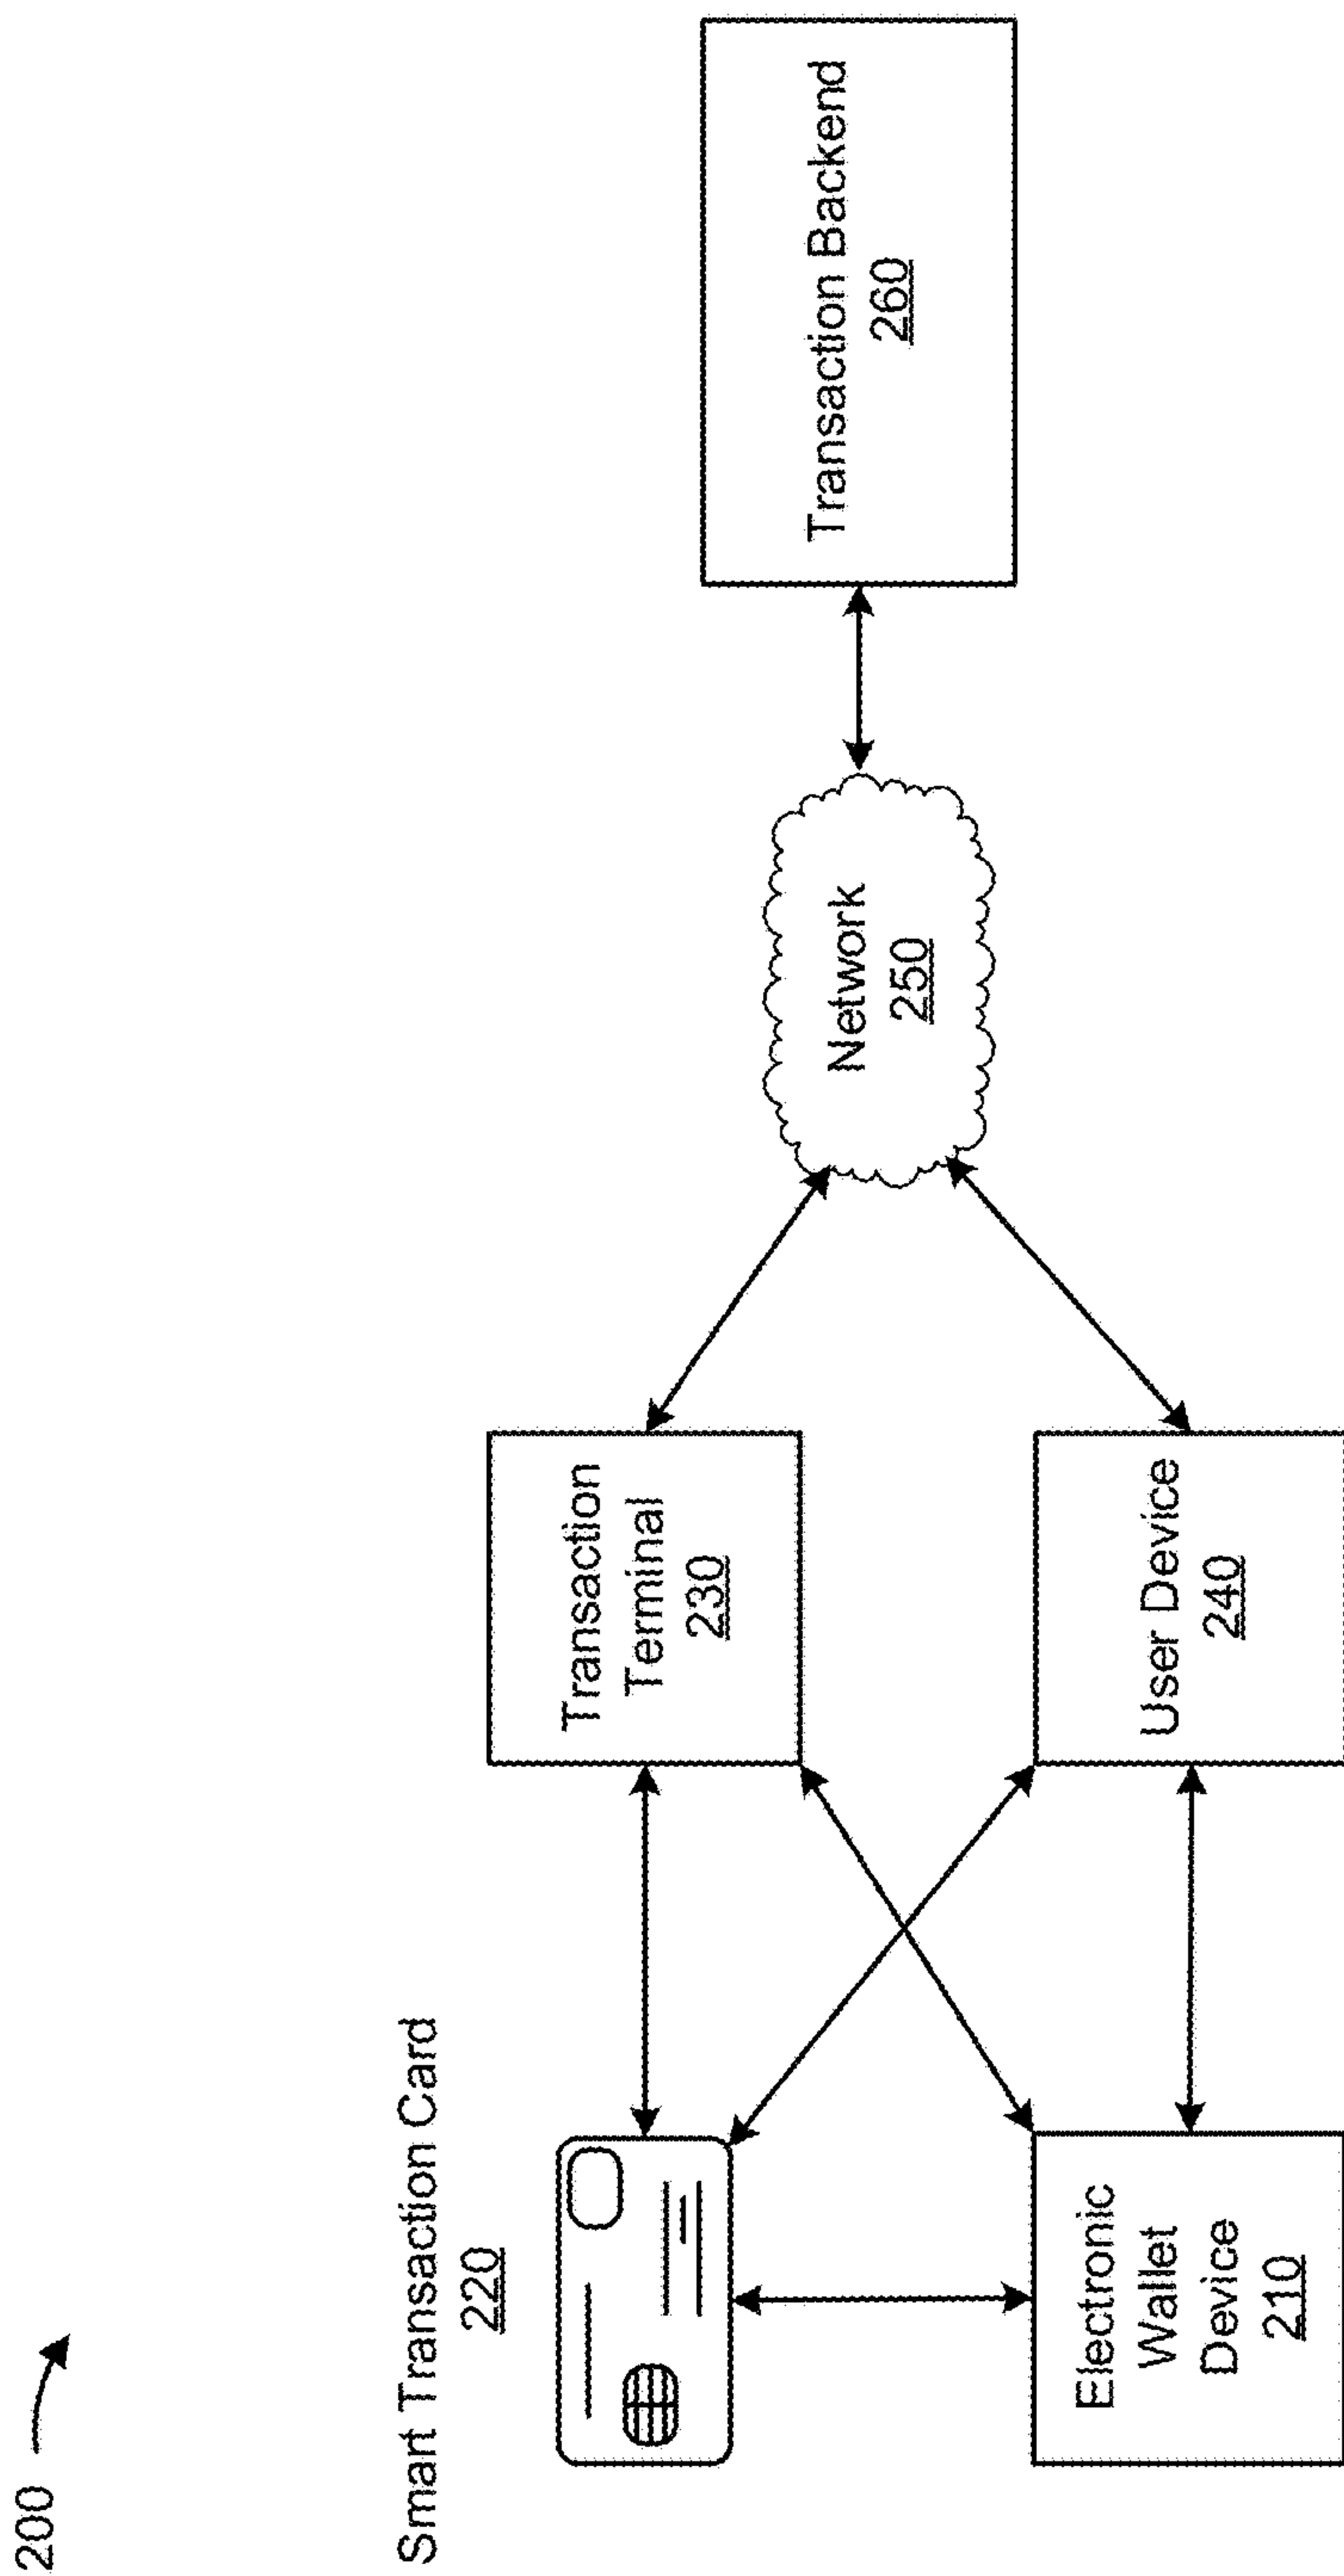 200
Smart Transaction Card
220
Transaction
Terminal
230
Network
250
Transaction Backend
260
Electronic
Wallet
Device
210
User Device
240